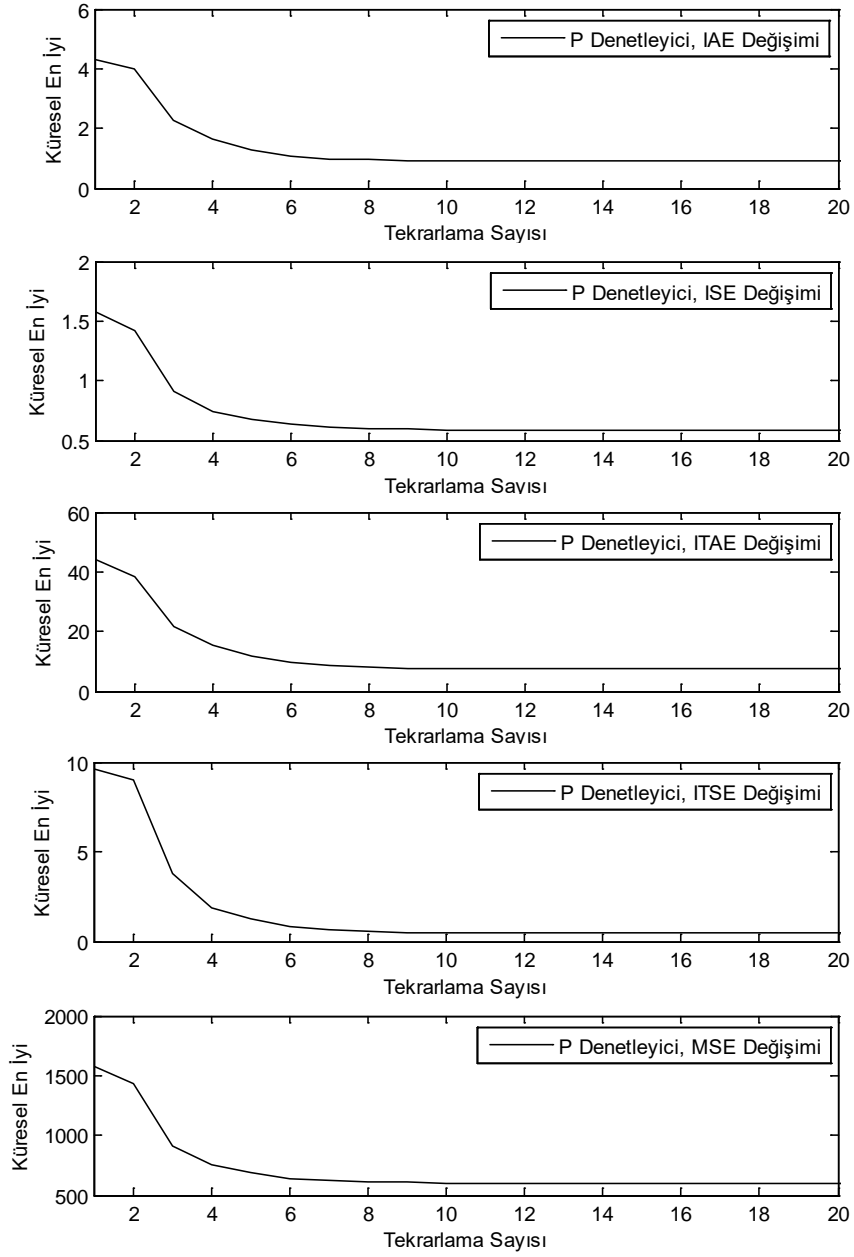 6
4
2
0
Küresel En İyi
P Denetleyici, IAE Değişimi
2 4 6 8 10 12 14 16 18 20
Tekrarlama Sayısı
2
1.5
1
0.5
Küresel En İyi
P Denetleyici, ISE Değişimi
2 4 6 8 10 12 14 16 18 20
Tekrarlama Sayısı
60
40
20
0
Küresel En İyi
P Denetleyici, ITAE Değişimi
2 4 6 8 10 12 14 16 18 20
Tekrarlama Sayısı
10
5
0
Küresel En İyi
P Denetleyici, ITSE Değişimi
2 4 6 8 10 12 14 16 18 20
Tekrarlama Sayısı
2000
1500
1000
500
Küresel En İyi
P Denetleyici, MSE Değişimi
2 4 6 8 10 12 14 16 18 20
Tekrarlama Sayısı